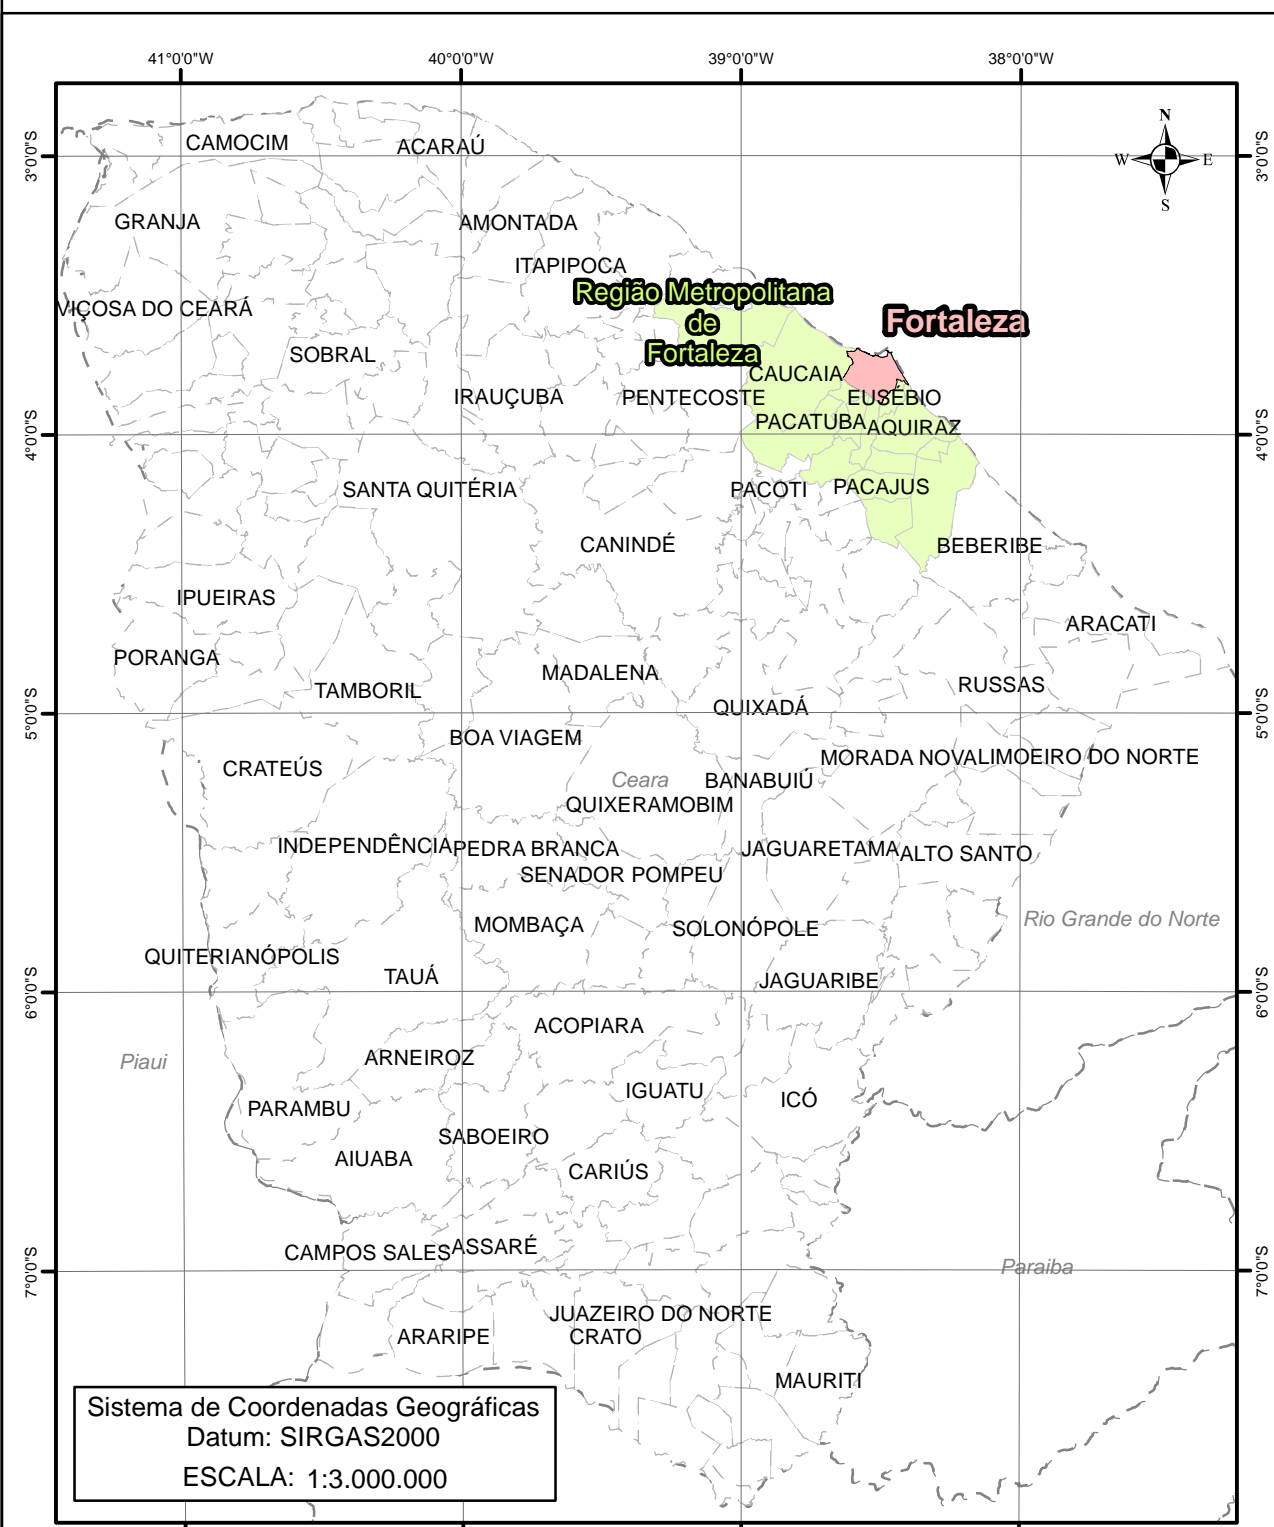 41°0'0"W
40°0'0"W
39°0'0"W
38°0'0"W
3°0'0"S
3°0'0"S
N
W
E
S
CAMOCIM
ACARAÚ
GRANJA
AMONTADA
ITAPIPOCA
Região Metropolitana
de
Fortaleza
Fortaleza
VIÇOSA DO CEARÁ
SOBRAL
CAUCAIA
IRAUÇUBA
PENTECOSTE
EUSÉBIO
PACATUBA
AQUIRAZ
4°0'0"S
4°0'0"S
SANTA QUITÉRIA
PACOTI
PACAJUS
CANINDÉ
BEBERIBE
IPUEIRAS
ARACATI
PORANGA
MADALENA
TAMBORIL
RUSSAS
QUIXADÁ
5°0'0"S
5°0'0"S
BOA VIAGEM
MORADA NOVA
LIMOEIRO DO NORTE
CRATEÚS
Ceara
BANABUIÚ
QUIXERAMOBIM
INDEPENDÊNCIA
PEDRA BRANCA
JAGUARETAMA
ALTO SANTO
SENADOR POMPEU
MOMBAÇA
SOLONÓPOLE
Rio Grande do Norte
QUITERIANÓPOLIS
TAUÁ
JAGUARIBE
6°0'0"S
6°0'0"S
ACOPIARA
Piaui
ARNEIROZ
IGUATU
ICÓ
PARAMBU
SABOEIRO
AIUABA
CARIÚS
CAMPOS SALES
ASSARÉ
Paraiba
7°0'0"S
7°0'0"S
JUAZEIRO DO NORTE
ARARIPE
CRATO
MAURITI
Sistema de Coordenadas Geográficas
Datum: SIRGAS2000
ESCALA: 1:3.000.000